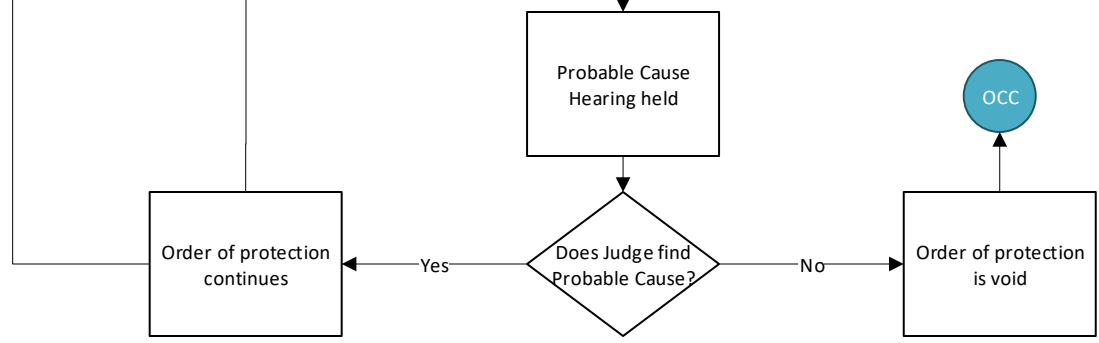 Probable Cause
Hearing held
OCC
Order of protection
continues
Yes
Does Judge find
Probable Cause?
No
Order of protection
is void